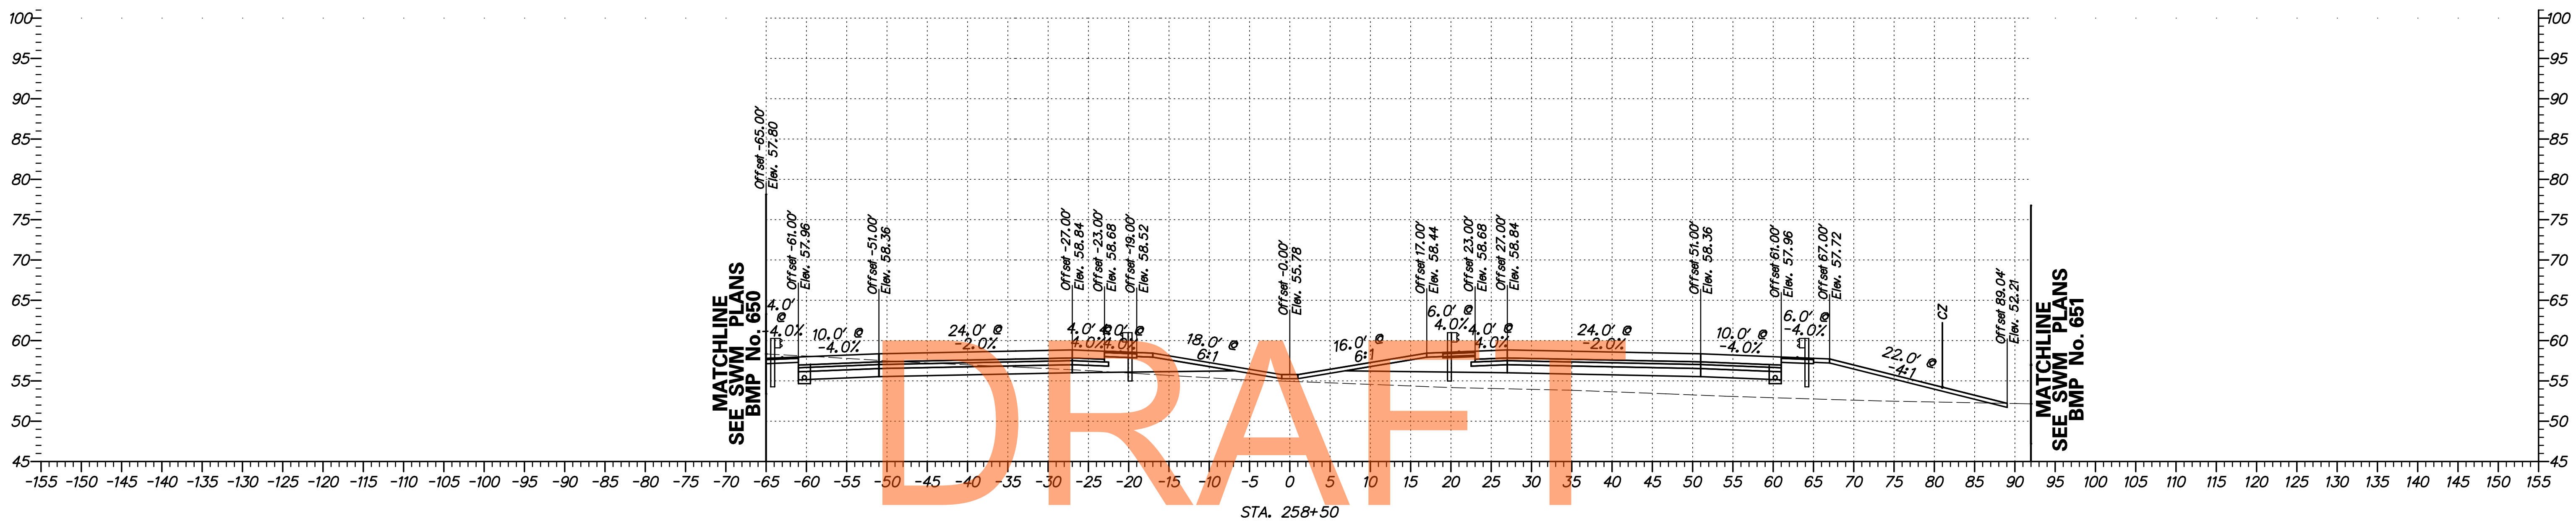 100
95
90
85
80
75
70
65
60
55
50
45
100
95
90
85
80
75
70
65
60
55
50
45
Offset -65.00'
Elev. 57.80
Offset -61.00'
Elev. 57.96
Offset -51.00'
Elev. 58.36
Offset -27.00'
Elev. 58.84
Offset -23.00'
Elev. 58.68
Offset -19.00'
Elev. 58.52
Offset -0.00'
Elev. 55.78
Offset 17.00'
Elev. 58.44
Offset 23.00'
Elev. 58.68
Offset 27.00'
Elev. 58.84
Offset 51.00'
Elev. 58.36
Offset 61.00'
Elev. 57.96
Offset 67.00'
Elev. 57.72
CZ
Offset 89.04'
Elev. 52.21
MATCHLINE
SEE SWM PLANS
BMP No. 650
4.0'
@
-4.0%
10.0' @
-4.0%
24.0' @
-2.0%
4.0' @
4.0%
4.0%
18.0' @
6:1
16.0' @
6:1
6.0' @
4.0%
4.0' @
4.0%
24.0' @
-2.0%
10.0' @
-4.0%
6.0' @
-4.0%
22.0' @
-4:1
MATCHLINE
SEE SWM PLANS
BMP No. 651
DRAFT
-155 -150 -145 -140 -135 -130 -125 -120 -115 -110 -105 -100 -95 -90 -85 -80 -75 -70 -65 -60 -55 -50 -45 -40 -35 -30 -25 -20 -15 -10 -5 0 5 10 15 20 25 30 35 40 45 50 55 60 65 70 75 80 85 90 95 100 105 110 115 120 125 130 135 140 145 150 155
STA. 258+50